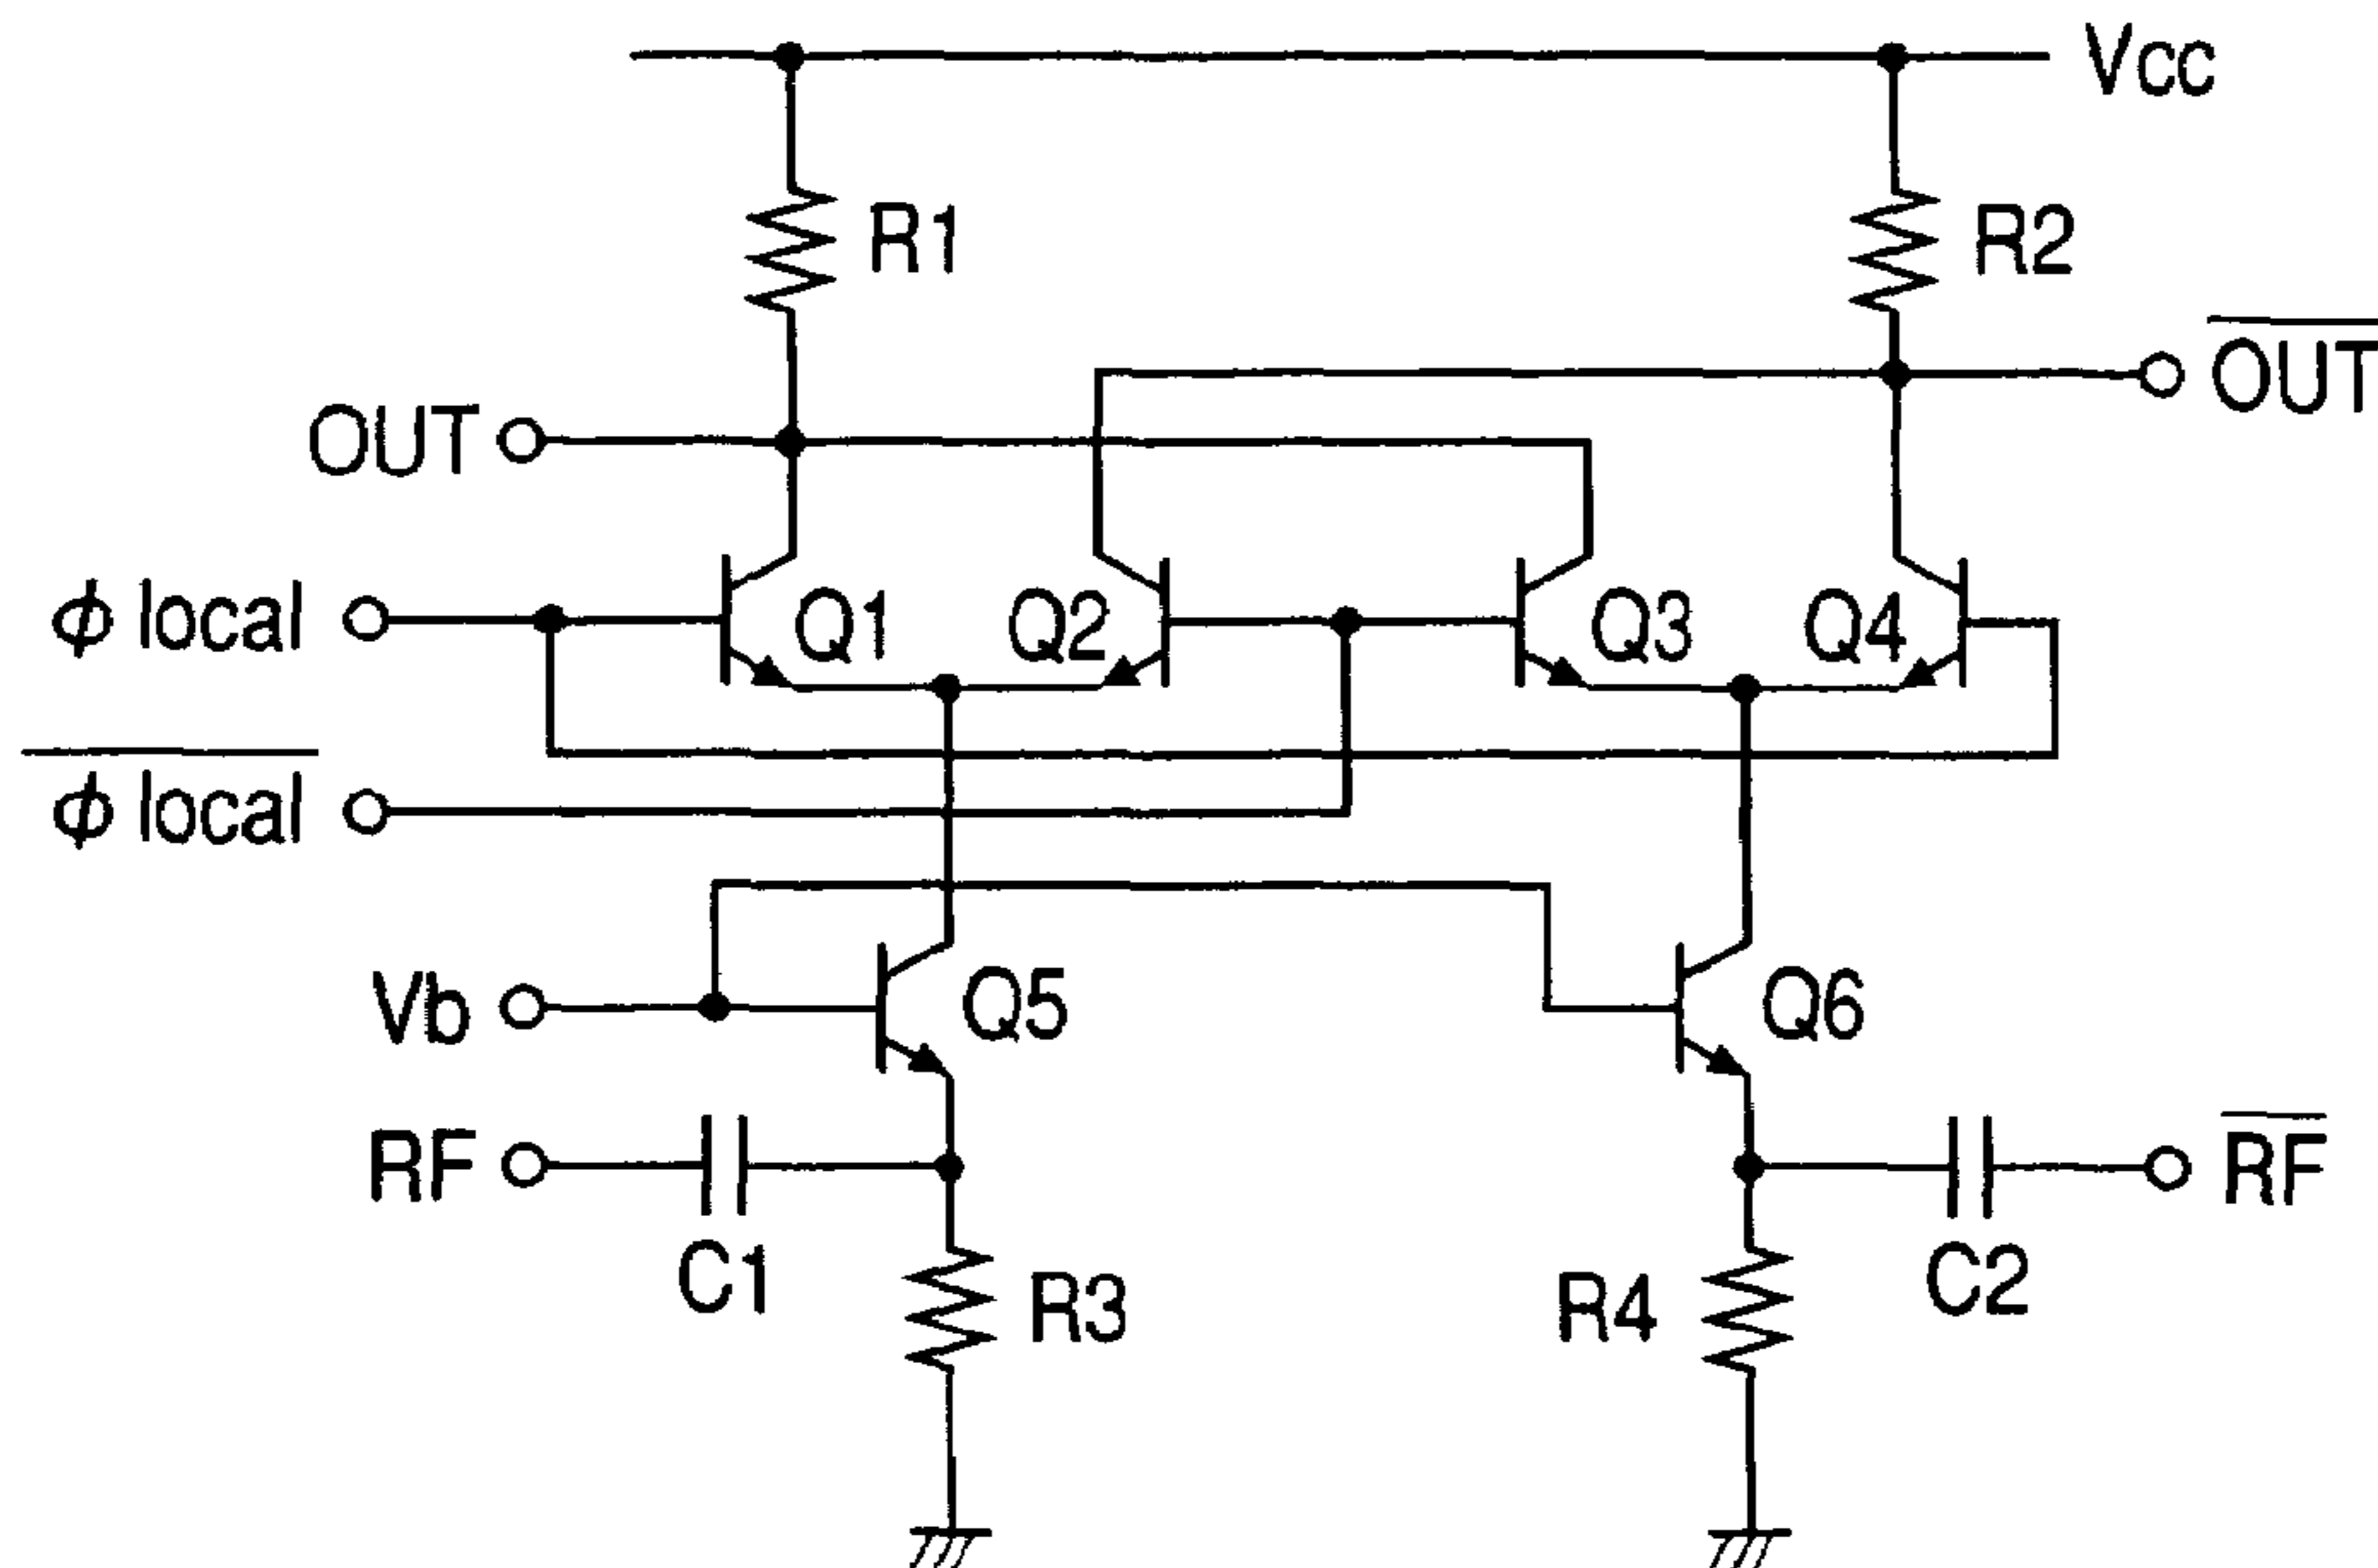 Vcc
R1
R2
OUT
OUT
ϕ local
Q1
Q2
Q3
Q4
ϕ local
Vb
Q5
Q6
RF
RF
C1
R3
R4
C2